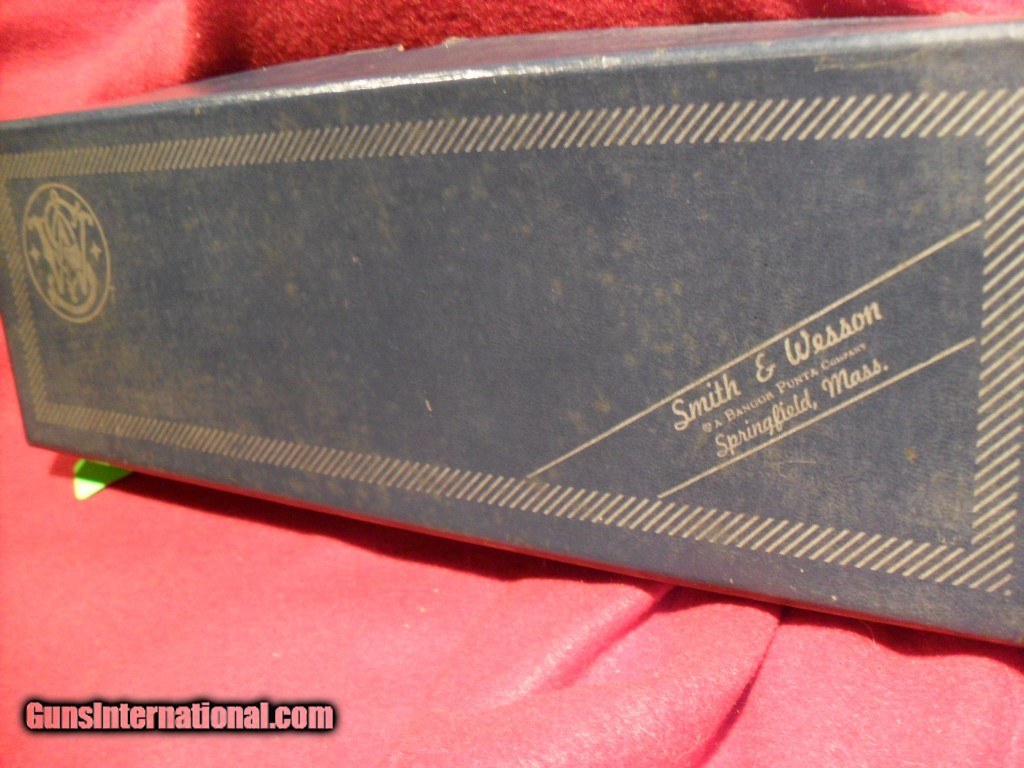 Smith & Wesson
A BANGOR PUNTA COMPANY
Springfield, Mass.
GunsInternational.com